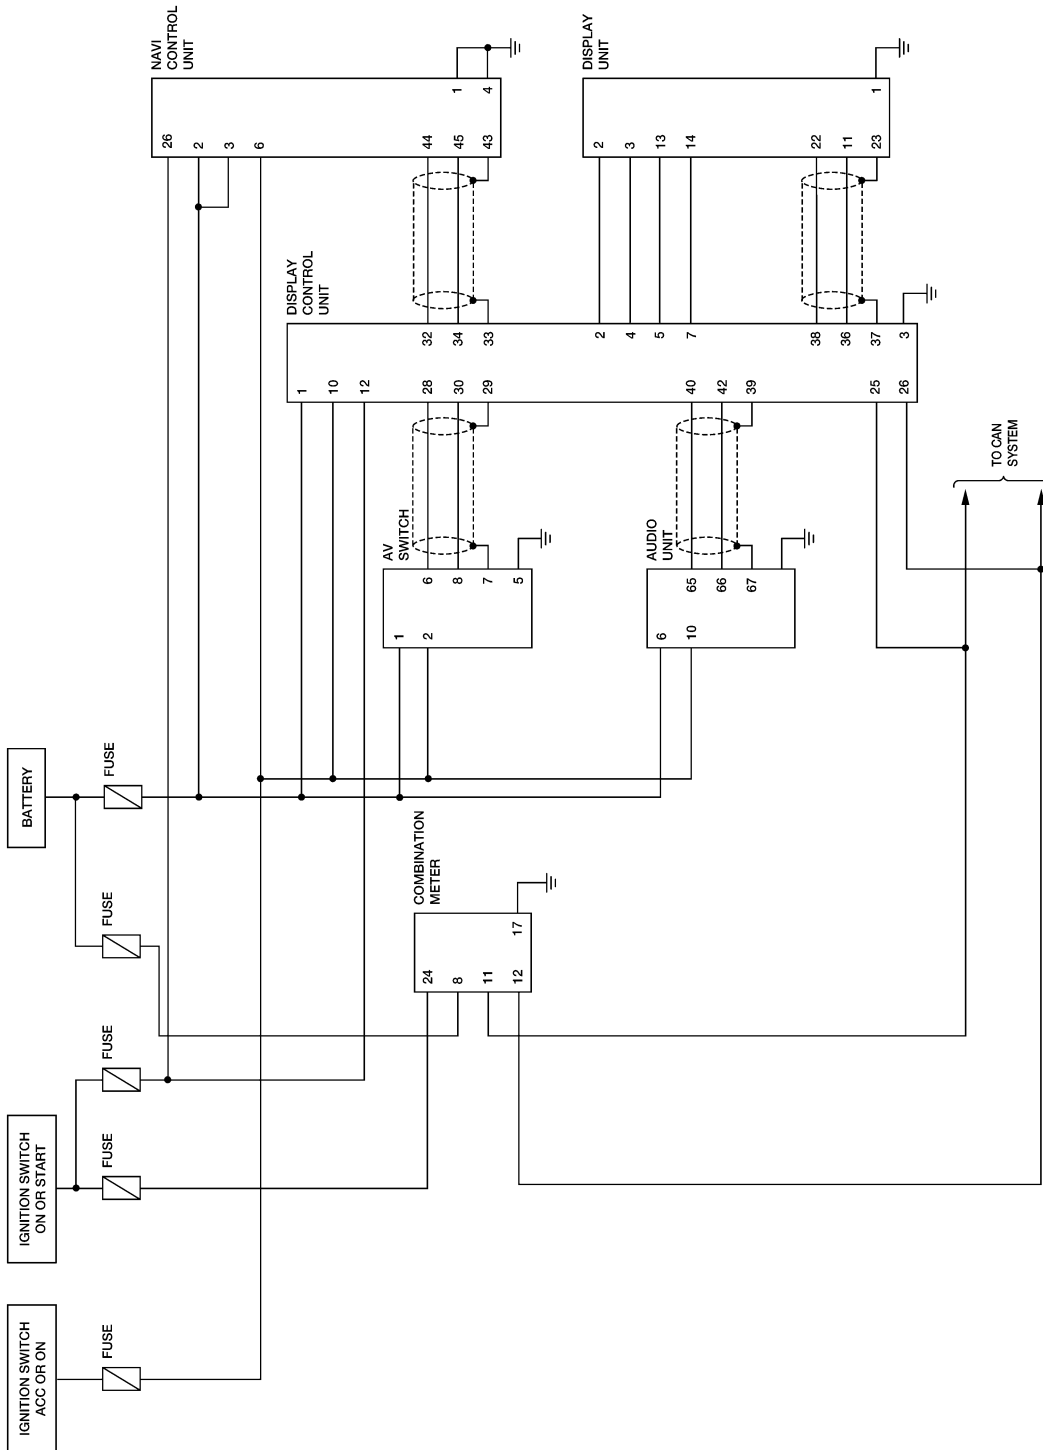 IGNITION SWITCH
ACC OR ON
IGNITION SWITCH
ON OR START
BATTERY
FUSE
FUSE
FUSE
FUSE
FUSE
NAVI
CONTROL
UNIT
26
2
3
6
44
45
43
1
4
DISPLAY
UNIT
2
3
13
14
22
11
23
1
DISPLAY
CONTROL
UNIT
32
34
33
2
4
5
7
38
36
37
3
1
10
12
28
30
29
40
42
39
25
26
AV
SWITCH
6
8
7
5
1
2
AUDIO
UNIT
65
66
67
6
10
COMBINATION
METER
17
24
8
11
12
TO CAN
SYSTEM